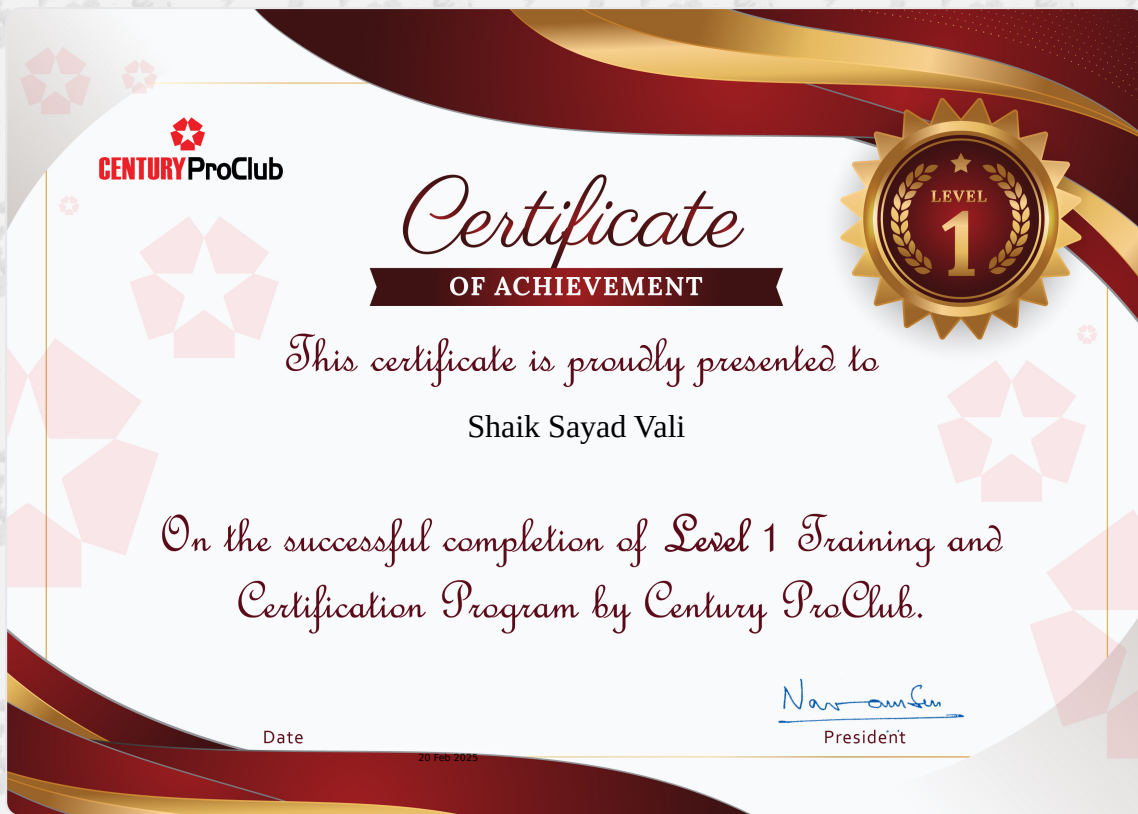 CENTURY ProClub
Certificate
OF ACHIEVEMENT
LEVEL
1
This certificate is proudly presented to
Shaik Sayad Vali
On the successful completion of Level 1 Training and
Certification Program by Century ProClub.
Date
20 Feb 2025
President